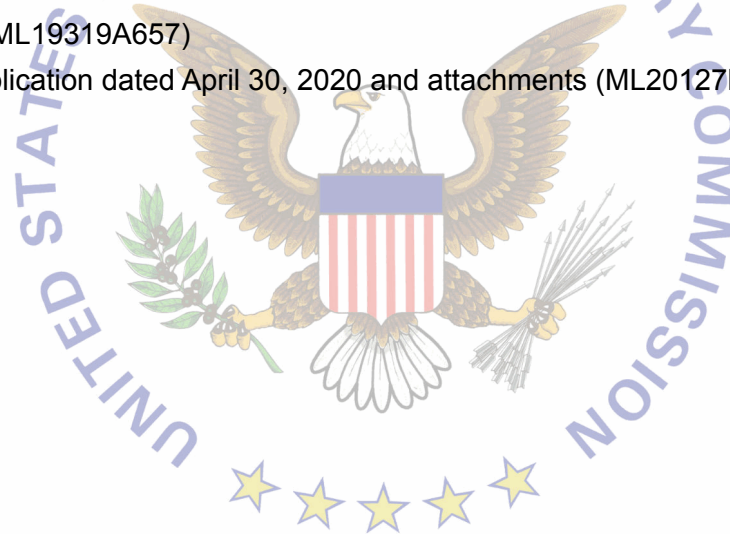 ML19319A657)
plication dated April 30, 2020 and attachments (ML20127
UNITED STATES
Y COMMISSION